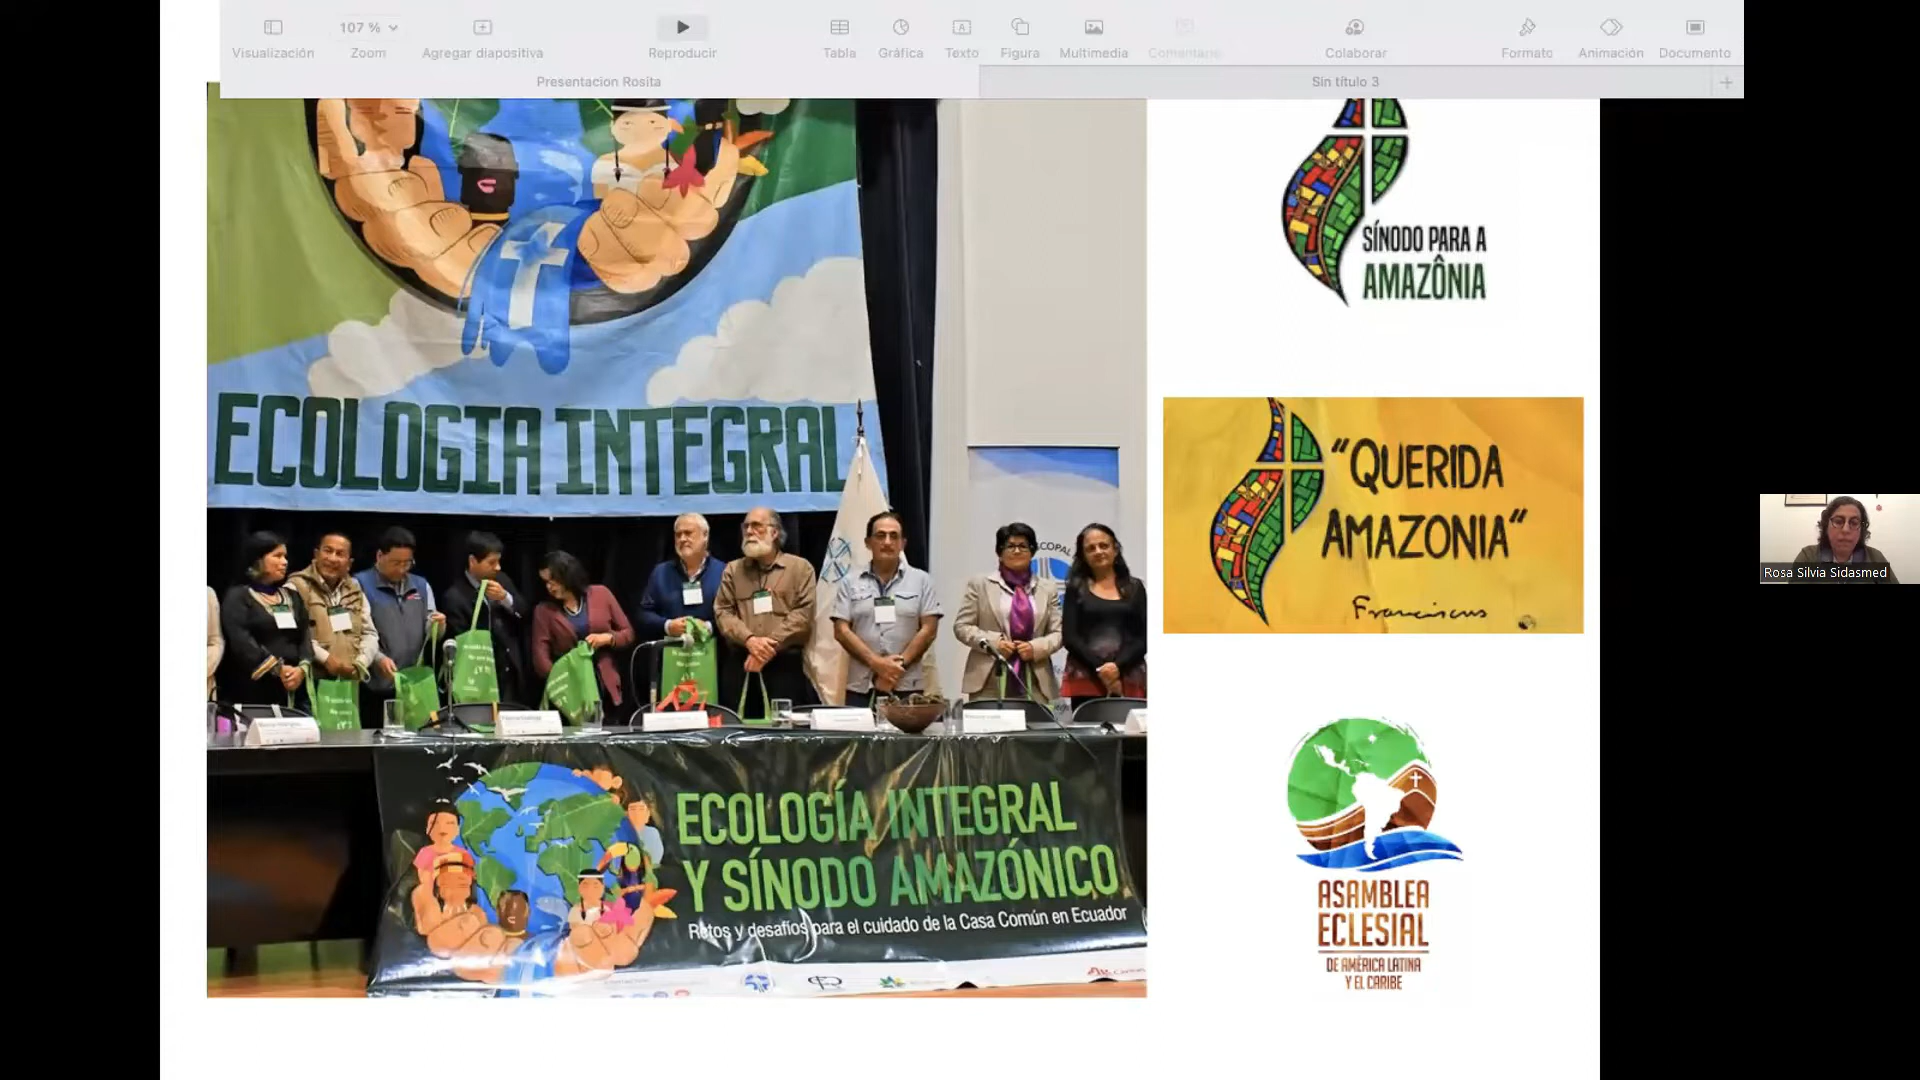 107 %
Visualización
Zoom
Agregar diapositiva
Reproducir
Tabla
Gráfica
Texto
Figura
Multimedia
Comentario
Colaborar
Formato
Animación
Documento
Presentacion Rosita
Sin título 3
ECOLOGIA INTEGRAL
ECOLOGÍA INTEGRAL
Y SÍNODO AMAZÓNICO
Retos y desafíos para el cuidado de la Casa Común en Ecuador
SÍNODO PARA A
AMAZÔNIA
"QUERIDA
AMAZONIA"
Franciscus
ASAMBLEA
ECLESIAL
DE AMÉRICA LATINA
Y EL CARIBE
Rosa Silvia Sidasmed